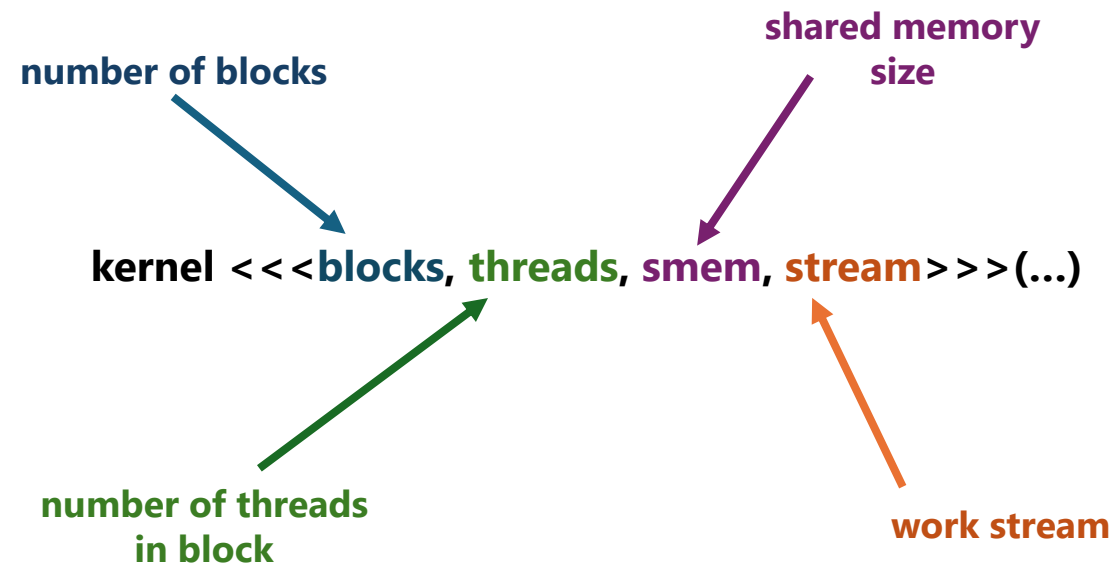 shared memory
size
number of blocks
kernel <<<blocks, threads, smem, stream>>>(...)
number of threads
in block
work stream